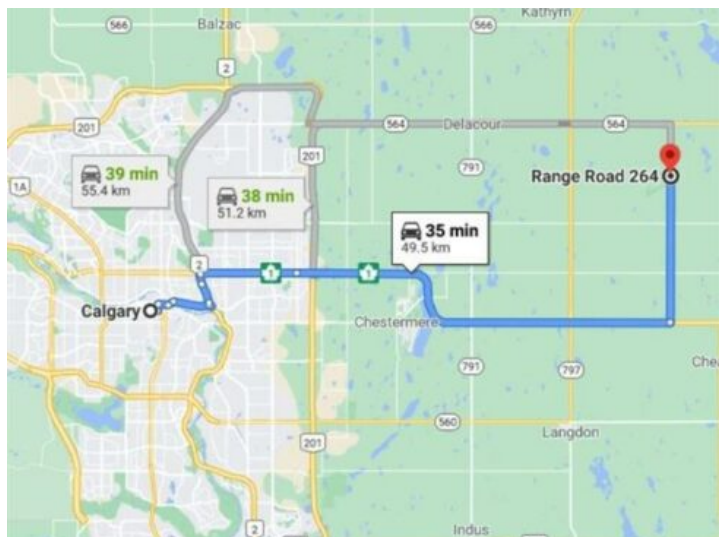 Kathyrn
566
Balzac
566
2
201
564
Delacour
564
201
39 min
55.4 km
791
Range Road 264
1A
38 min
51.2 km
35 min
49.5 km
2
1
1
Calgary
Chestermere
791
797
Chea
560
201
Langdon
2
Indus